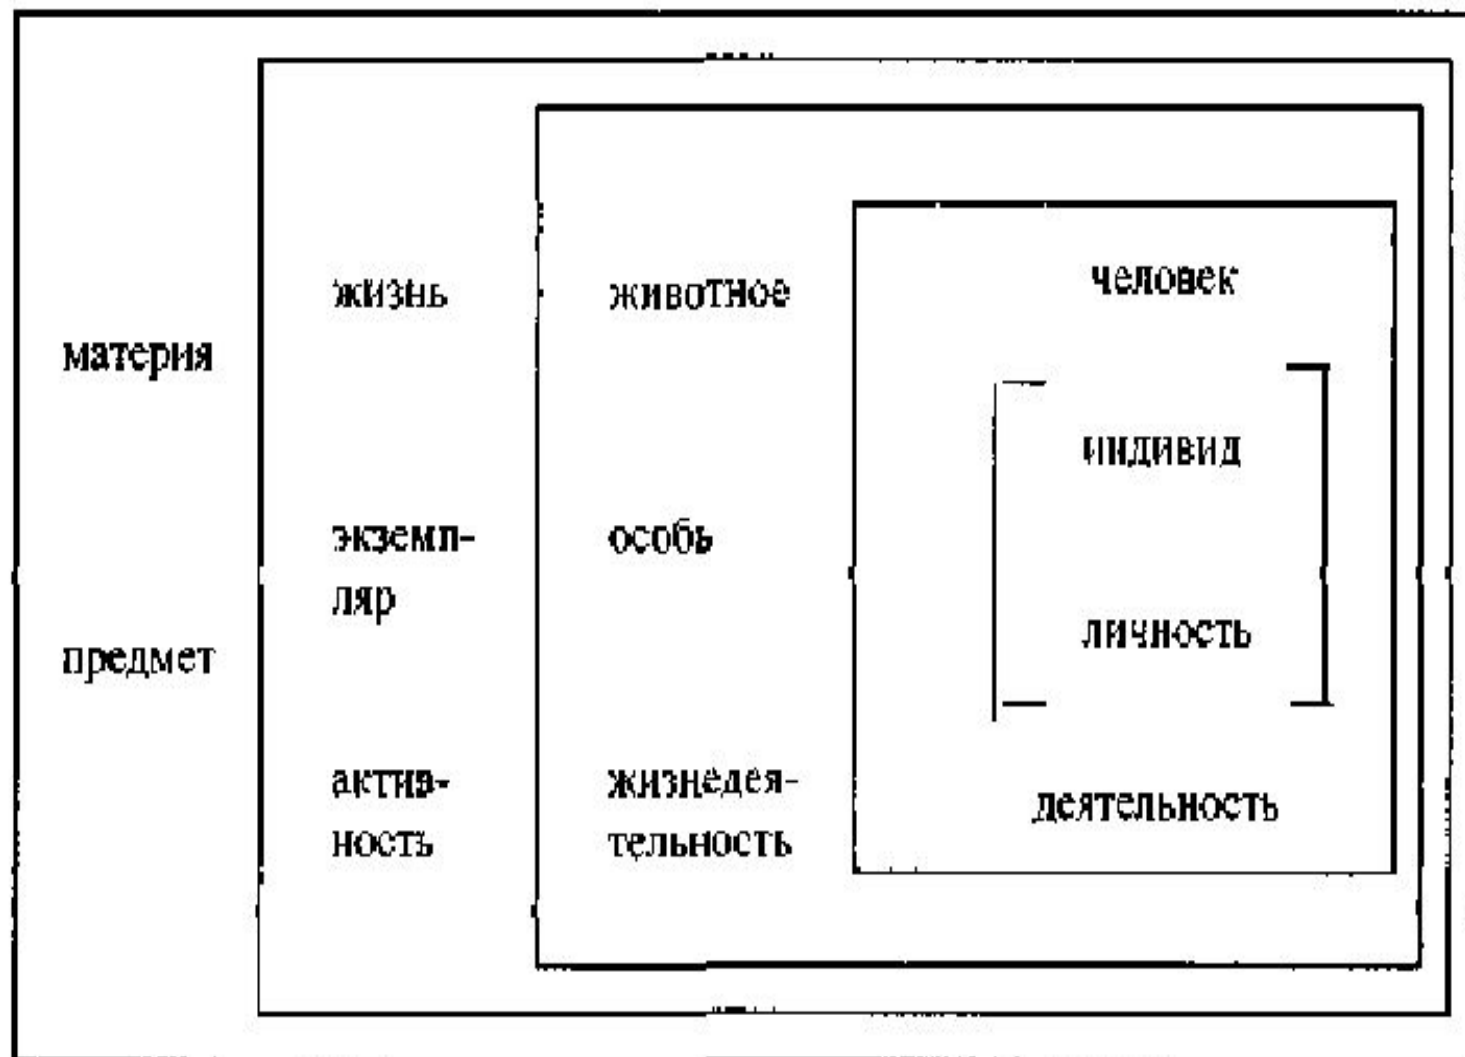 материя
предмет
жизнь
экземп-
ляр
актив-
ность
животное
особь
жизнедея-
тельность
человек
индивид
личность
деятельность